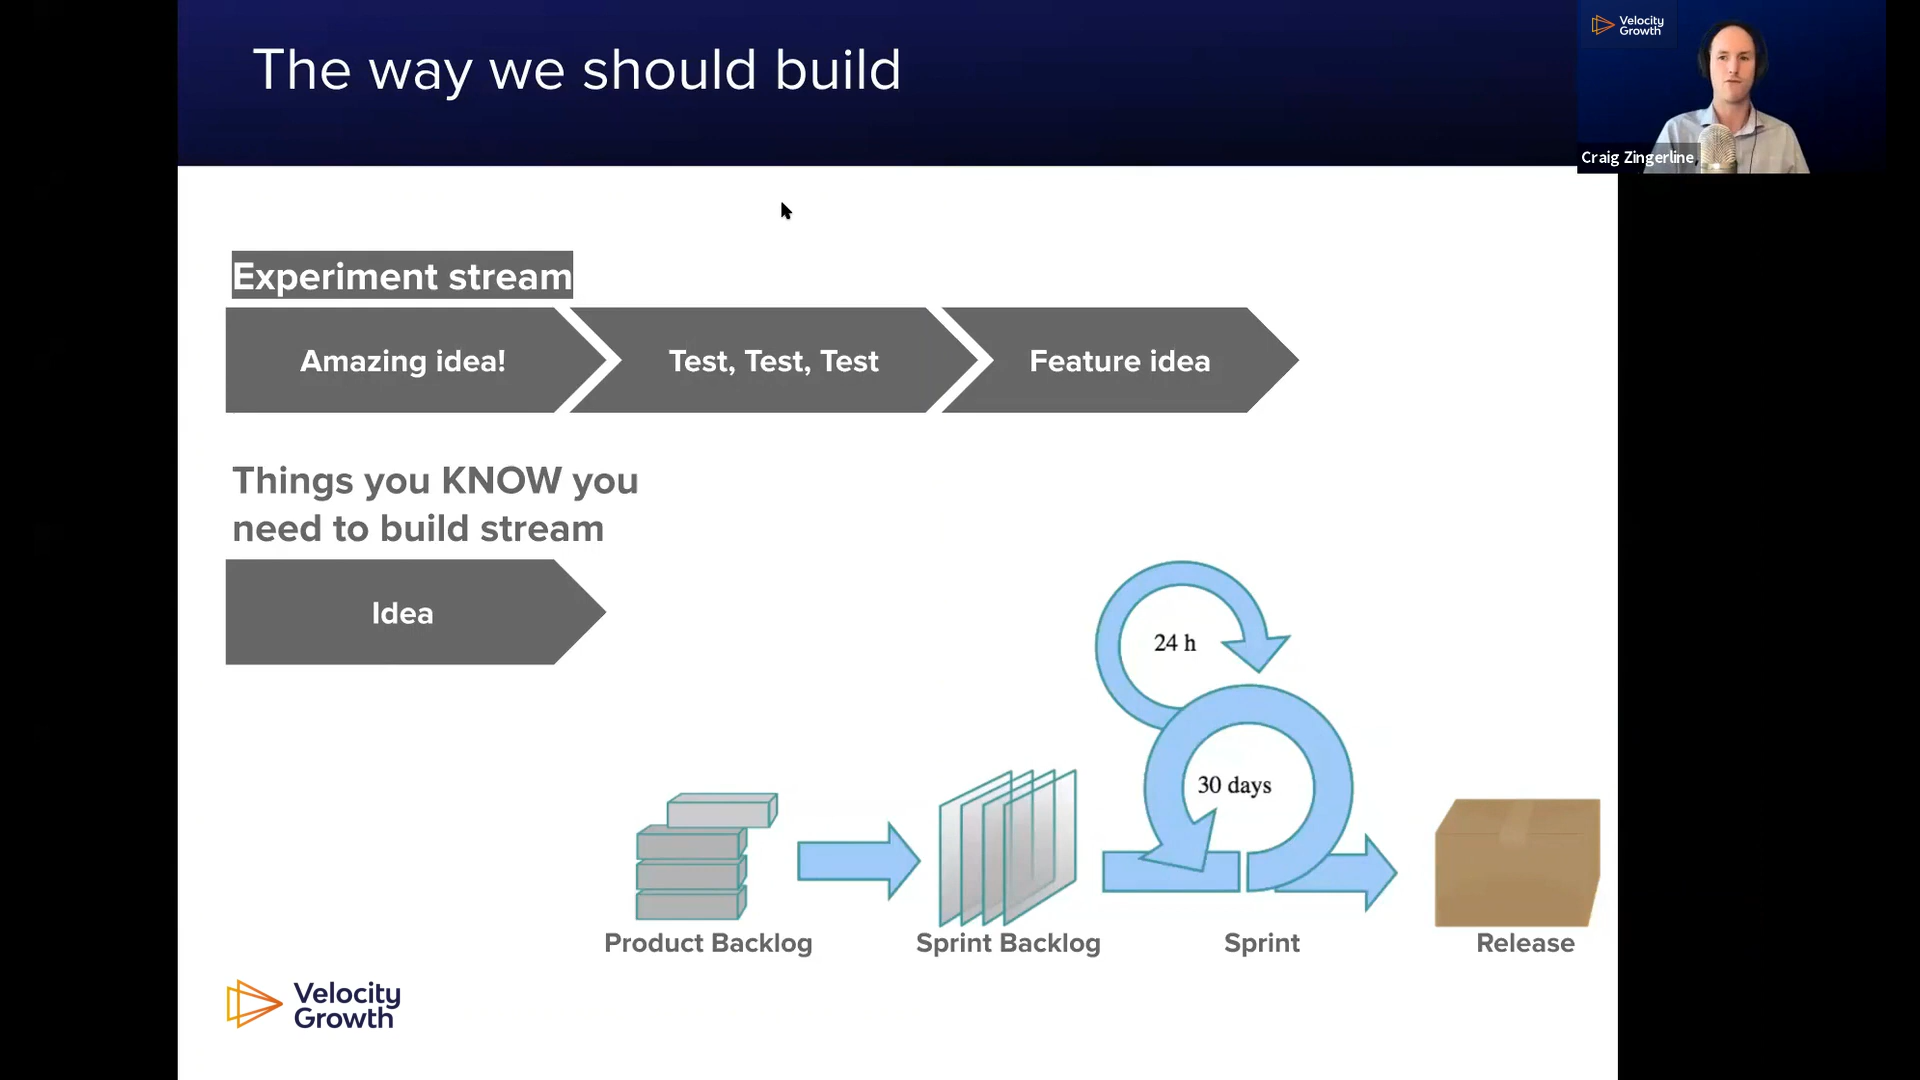 The way we should build
Velocity
Growth
Craig Zingerline
Experiment stream
Amazing idea!
Test, Test, Test
Feature idea
Things you KNOW you
need to build stream
Idea
24 h
30 days
Product Backlog
Sprint Backlog
Sprint
Release
Velocity
Growth